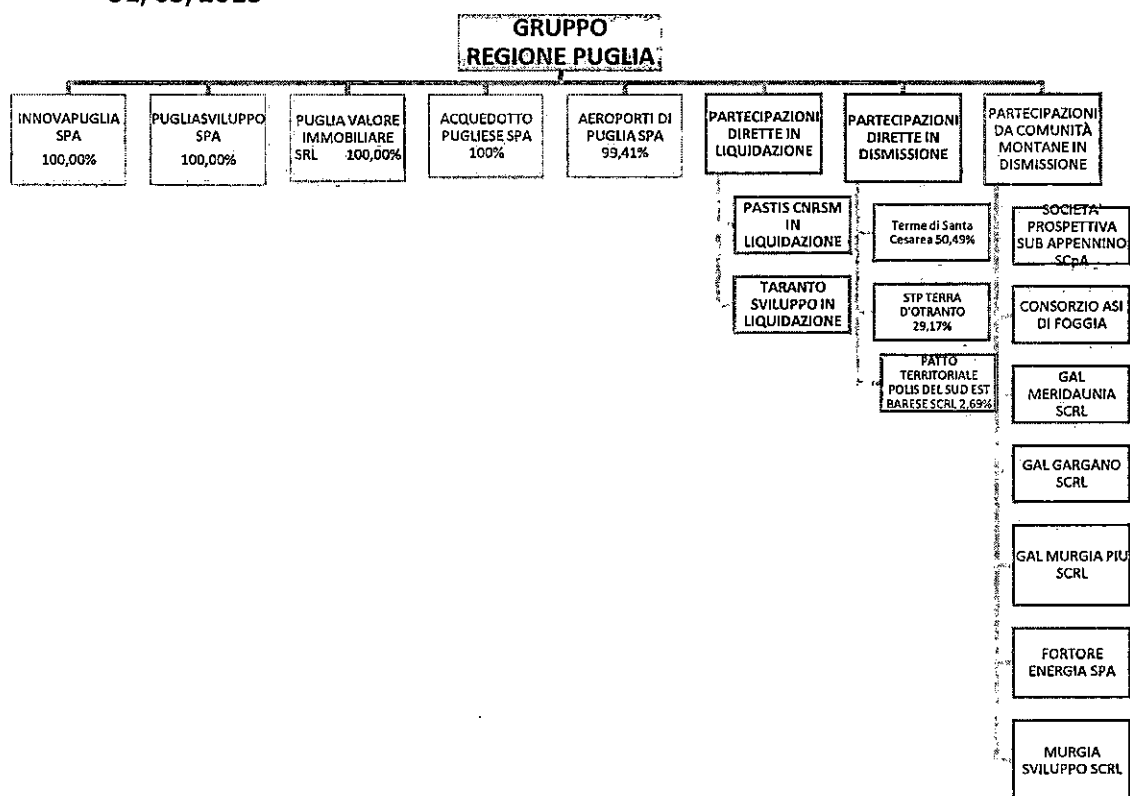 GRUPPO
REGIONE PUGLIA
INNOVAPUGLIA
SPA
100,00%
PUGLIASVILUPPO
SPA
100,00%
PUGLIA VALORE
IMMOBILIARE
SRL 100,00%
ACQUEDOTTO
PUGLIESE SPA
100%
AEROPORTI DI
PUGLIA SPA
99,41%
PARTECIPAZIONI
DIRETTE IN
LIQUIDAZIONE
PARTECIPAZIONI
DIRETTE IN
DISMISSIONE
PARTECIPAZIONI
DA COMUNITÀ
MONTANE IN
DISMISSIONE
PASTIS CNRSM IN
LIQUIDAZIONE
TARANTO
SVILUPPO IN
LIQUIDAZIONE
Terme di Santa
Cesarea 50,49%
STP TERRA
D'OTRANTO
29,17%
PATTO
TERRITORIALE
POLIS DEL SUD EST
BARESE SCRL 2,69%
SOCIETA'
PROSPETTIVA
SUB APPENNINO
SCpA
CONSORZIO ASI
DI FOGGIA
GAL
MERIDAUNIA
SCRL
GAL GARGANO
SCRL
GAL MURGIA PIU
SCRL
FORTORE
ENERGIA SPA
MURGIA
SVILUPPO SCRL